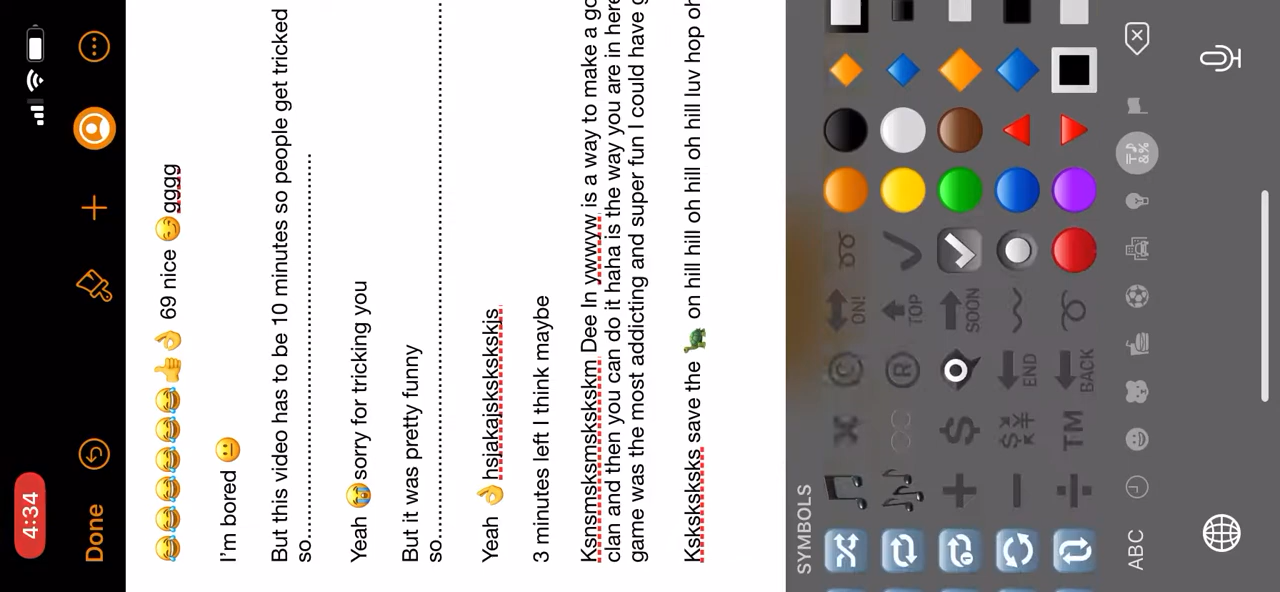 4:34
Done
😂😂😂😂😂😂👍👌 69 nice 😏 gggg
I'm bored 😐
But this video has to be 10 minutes so people get tricked
so...............................................................
Yeah 😭sorry for tricking you
But it was pretty funny
so................................................................................................
Yeah 👌 hsiakajsksksksis
3 minutes left I think maybe
Ksnsmsksmsksksksm Dee In ywwyw is a way to make a go
clan and then you can do it haha is the way you are in here
game was the most addicting and super fun I could have g
Ksksksksks save the 🐢 on hill hill oh hill oh hill luv hop oh
SYMBOLS
ON!
TOP
SOON
END
BACK
TM
ABC